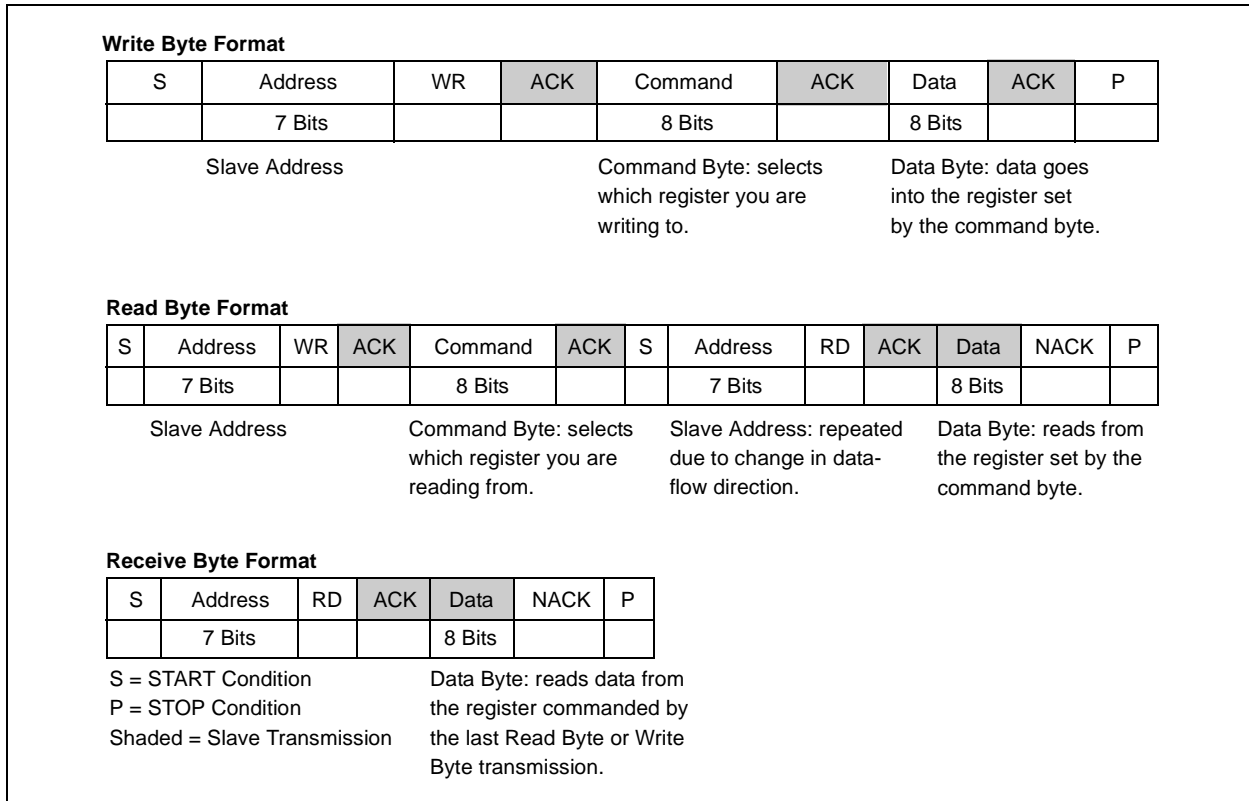 Write Byte Format
S Address WR ACK Command ACK Data ACK P
7 Bits 8 Bits 8 Bits
Slave Address
Command Byte: selects
which register you are
writing to.
Data Byte: data goes
into the register set
by the command byte.
Read Byte Format
S Address WR ACK Command ACK S Address RD ACK Data NACK P
7 Bits 8 Bits 7 Bits 8 Bits
Slave Address
Command Byte: selects
which register you are
reading from.
Slave Address: repeated
due to change in data-
flow direction.
Data Byte: reads from
the register set by the
command byte.
Receive Byte Format
S Address RD ACK Data NACK P
7 Bits 8 Bits
S = START Condition
P = STOP Condition
Shaded = Slave Transmission
Data Byte: reads data from
the register commanded by
the last Read Byte or Write
Byte transmission.